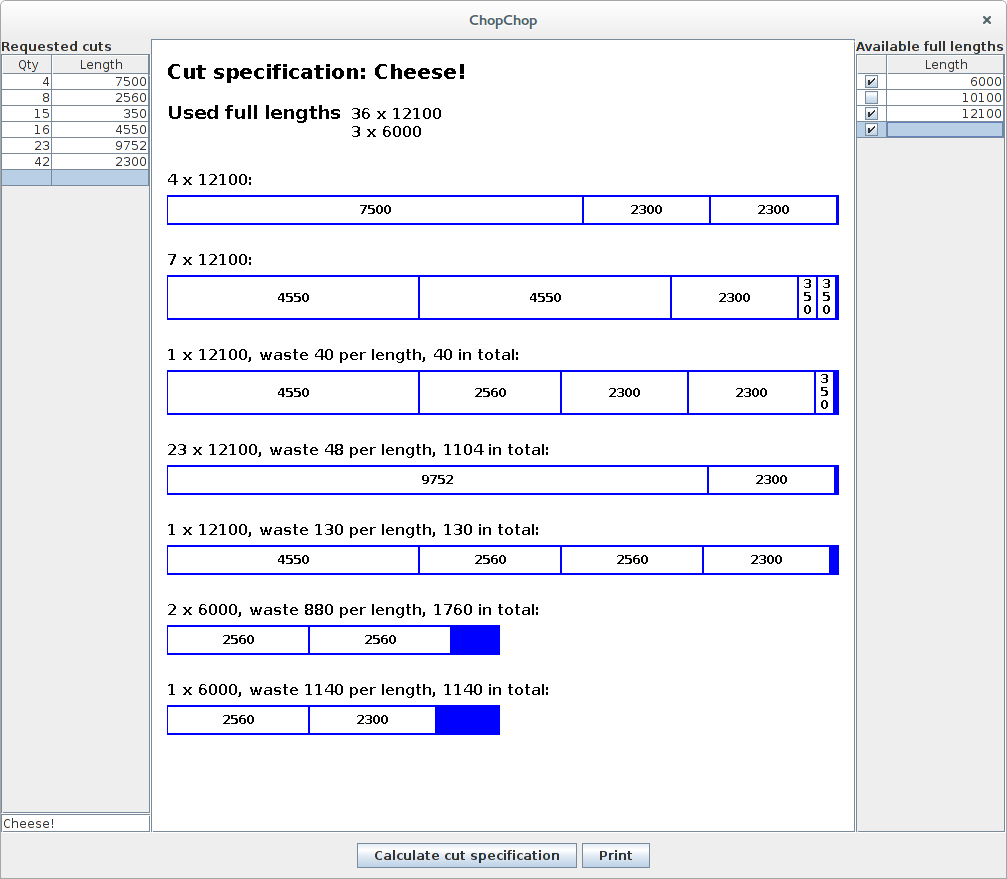 ChopChop
Requested cuts
Qty Length
4 7500
8 2560
15 350
16 4550
23 9752
42 2300
Cheese!
Cut specification: Cheese!
Used full lengths 36 x 12100
3 x 6000
4 x 12100:
7500 2300 2300
7 x 12100:
4550 4550 2300 350 350
1 x 12100, waste 40 per length, 40 in total:
4550 2560 2300 2300 350
23 x 12100, waste 48 per length, 1104 in total:
9752 2300
1 x 12100, waste 130 per length, 130 in total:
4550 2560 2560 2300
2 x 6000, waste 880 per length, 1760 in total:
2560 2560
1 x 6000, waste 1140 per length, 1140 in total:
2560 2300
Available full lengths
Length
6000
10100
12100
Calculate cut specification Print